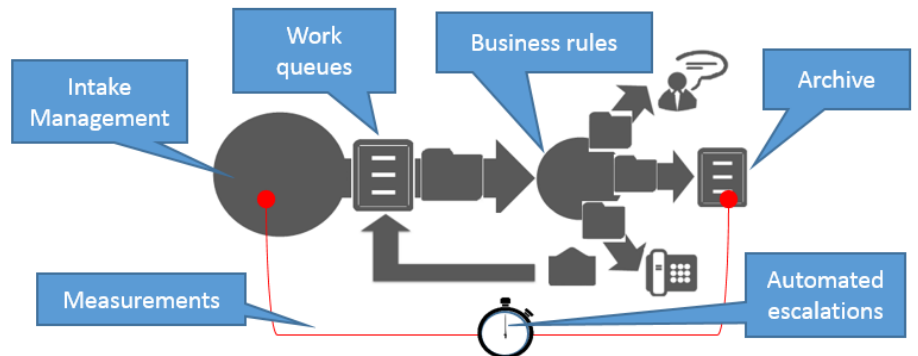 Work
queues
Business rules
Intake
Management
Archive
Measurements
Automated
escalations